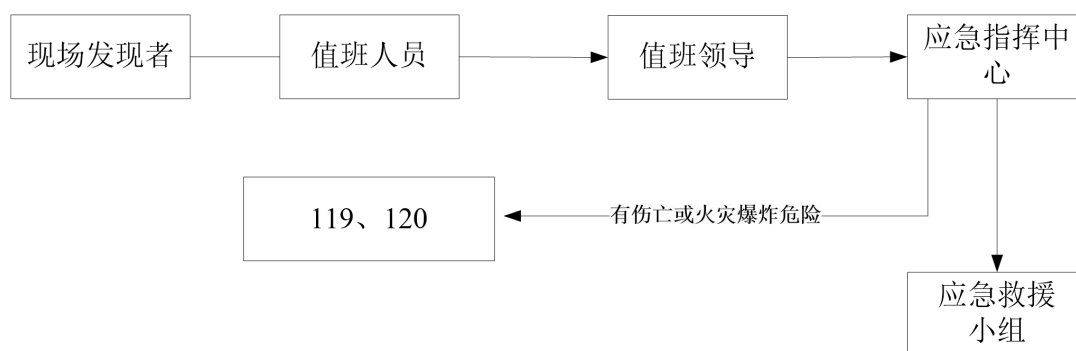 现场发现者
值班人员
值班领导
应急指挥中
心
119、120
有伤亡或火灾爆炸危险
应急救援
小组